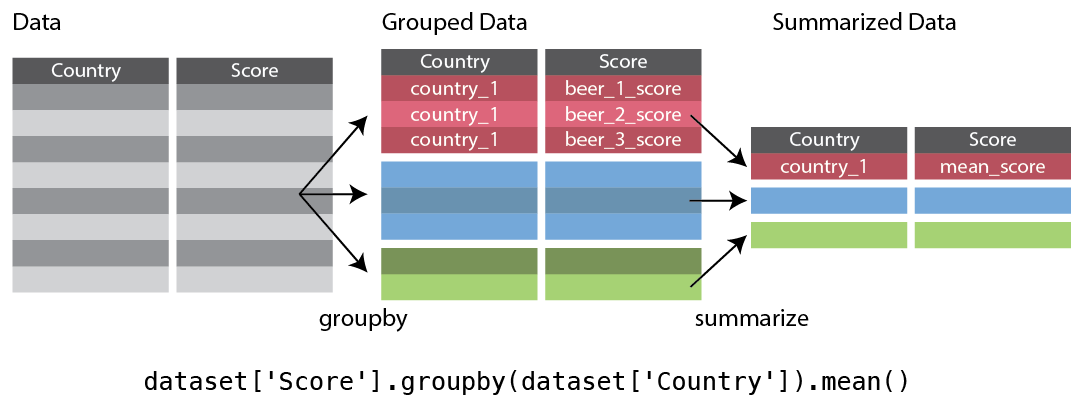 Data
Grouped Data
Summarized Data
Country Score
Country Score
country_1 beer_1_score
country_1 beer_2_score
country_1 beer_3_score
Country Score
country_1 mean_score
groupby
summarize
dataset['Score'].groupby(dataset['Country']).mean()